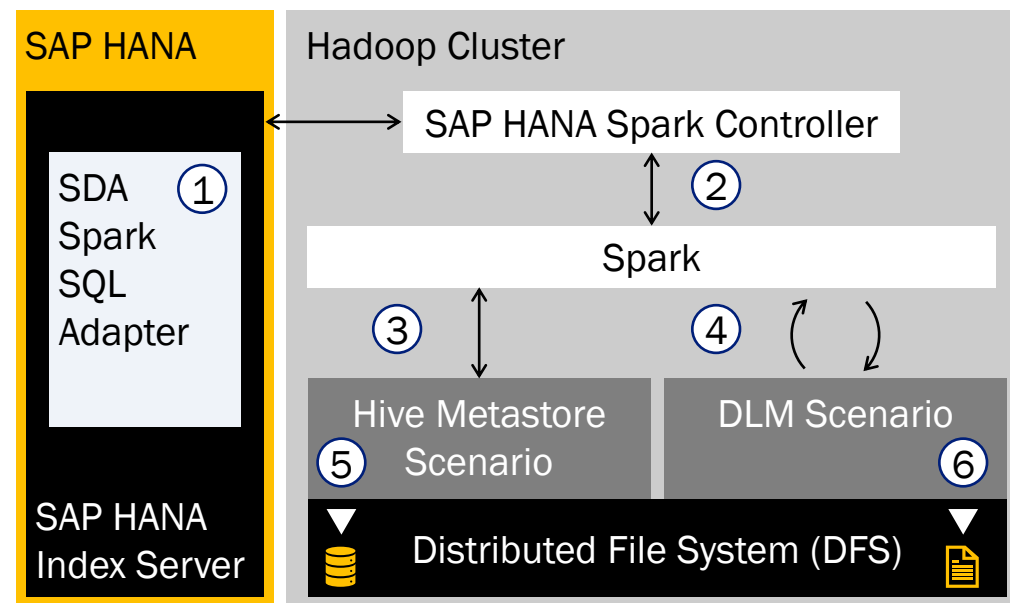 SAP HANA
SDA
Spark
SQL
Adapter
1
SAP HANA
Index Server
Hadoop Cluster
SAP HANA Spark Controller
2
Spark
3
4
Hive Metastore
Scenario
5
DLM Scenario
6
Distributed File System (DFS)